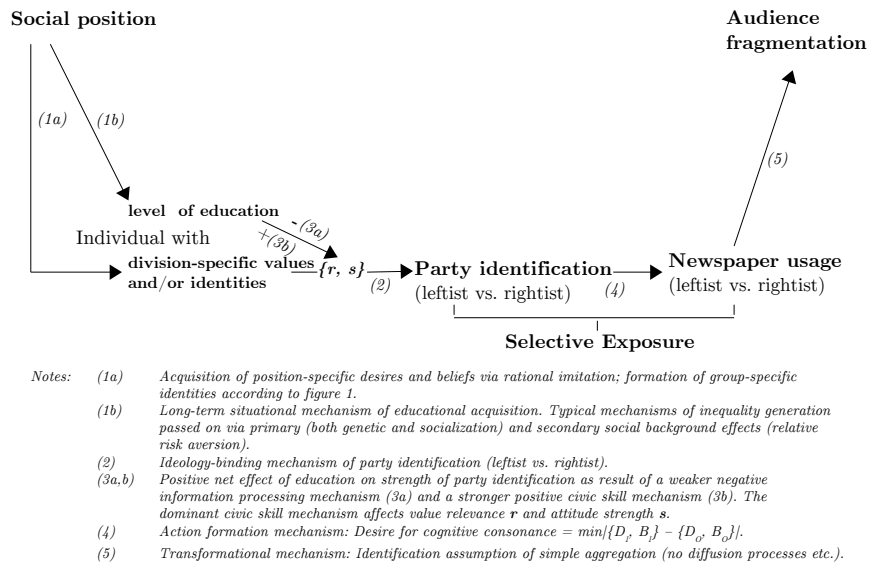 Social position
Audience
fragmentation
(1a)
(1b)
(5)
level of education
- (3a)
+(3b)
Individual with
division-specific values
{r, s}
and/or identities
(2)
Party identification
(leftist vs. rightist)
(4)
Newspaper usage
(leftist vs. rightist)
Selective Exposure
Notes: (1a) Acquisition of position-specific desires and beliefs via rational imitation; formation of group-specific
identities according to figure 1.
(1b) Long-term situational mechanism of educational acquisition. Typical mechanisms of inequality generation
passed on via primary (both genetic and socialization) and secondary social background effects (relative
risk aversion).
(2) Ideology-binding mechanism of party identification (leftist vs. rightist).
(3a,b) Positive net effect of education on strength of party identification as result of a weaker negative
information processing mechanism (3a) and a stronger positive civic skill mechanism (3b). The
dominant civic skill mechanism affects value relevance r and attitude strength s.
(4) Action formation mechanism: Desire for cognitive consonance = min|{D_i, B_i} – {D_o, B_o}|.
(5) Transformational mechanism: Identification assumption of simple aggregation (no diffusion processes etc.).